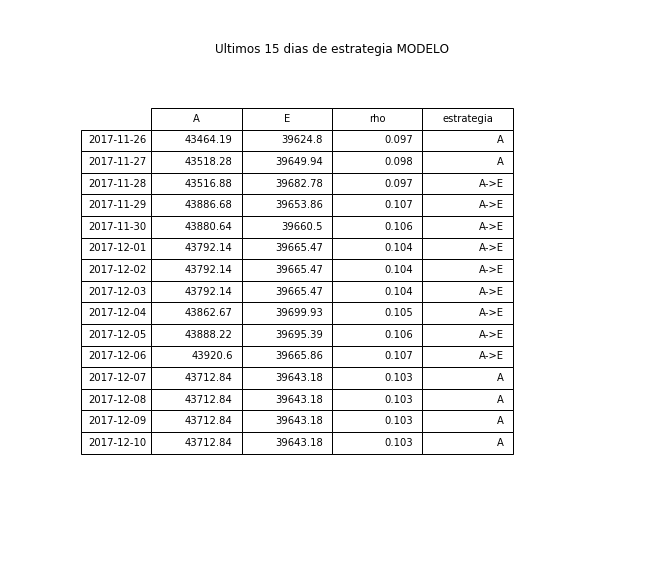 Ultimos 15 dias de estrategia MODELO
A E rho estrategia
2017-11-26 43464.19 39624.8 0.097 A
2017-11-27 43518.28 39649.94 0.098 A
2017-11-28 43516.88 39682.78 0.097 A->E
2017-11-29 43886.68 39653.86 0.107 A->E
2017-11-30 43880.64 39660.5 0.106 A->E
2017-12-01 43792.14 39665.47 0.104 A->E
2017-12-02 43792.14 39665.47 0.104 A->E
2017-12-03 43792.14 39665.47 0.104 A->E
2017-12-04 43862.67 39699.93 0.105 A->E
2017-12-05 43888.22 39695.39 0.106 A->E
2017-12-06 43920.6 39665.86 0.107 A->E
2017-12-07 43712.84 39643.18 0.103 A
2017-12-08 43712.84 39643.18 0.103 A
2017-12-09 43712.84 39643.18 0.103 A
2017-12-10 43712.84 39643.18 0.103 A